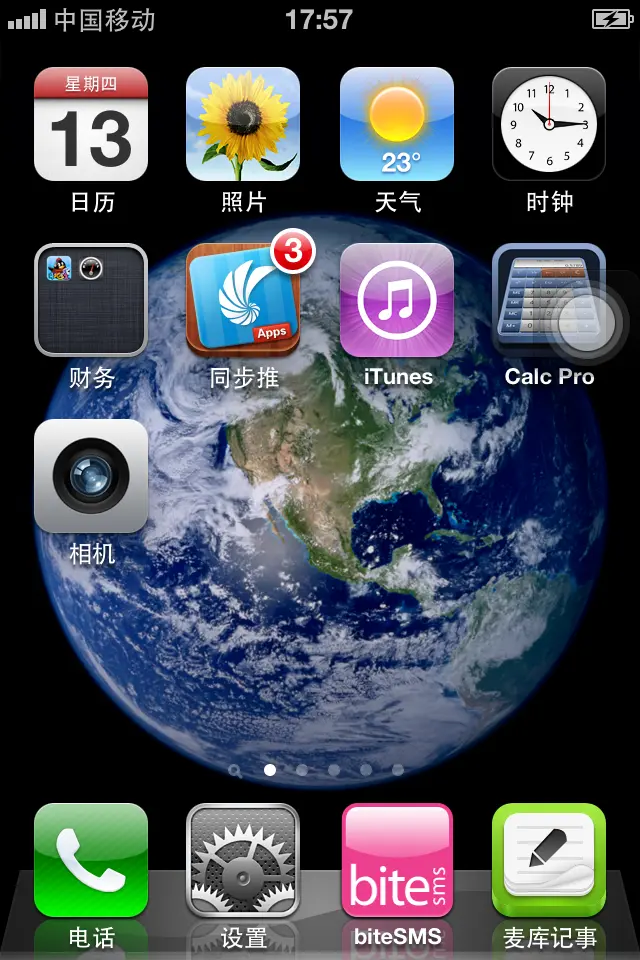 中国移动 17:57
星期四
13
23°
12
11 1
10 2
9 3
8 4
7 5
6
日历 照片 天气 时钟
3
Apps
财务 同步推 iTunes Calc Pro
相机
bite sms
电话 设置 biteSMS 麦库记事